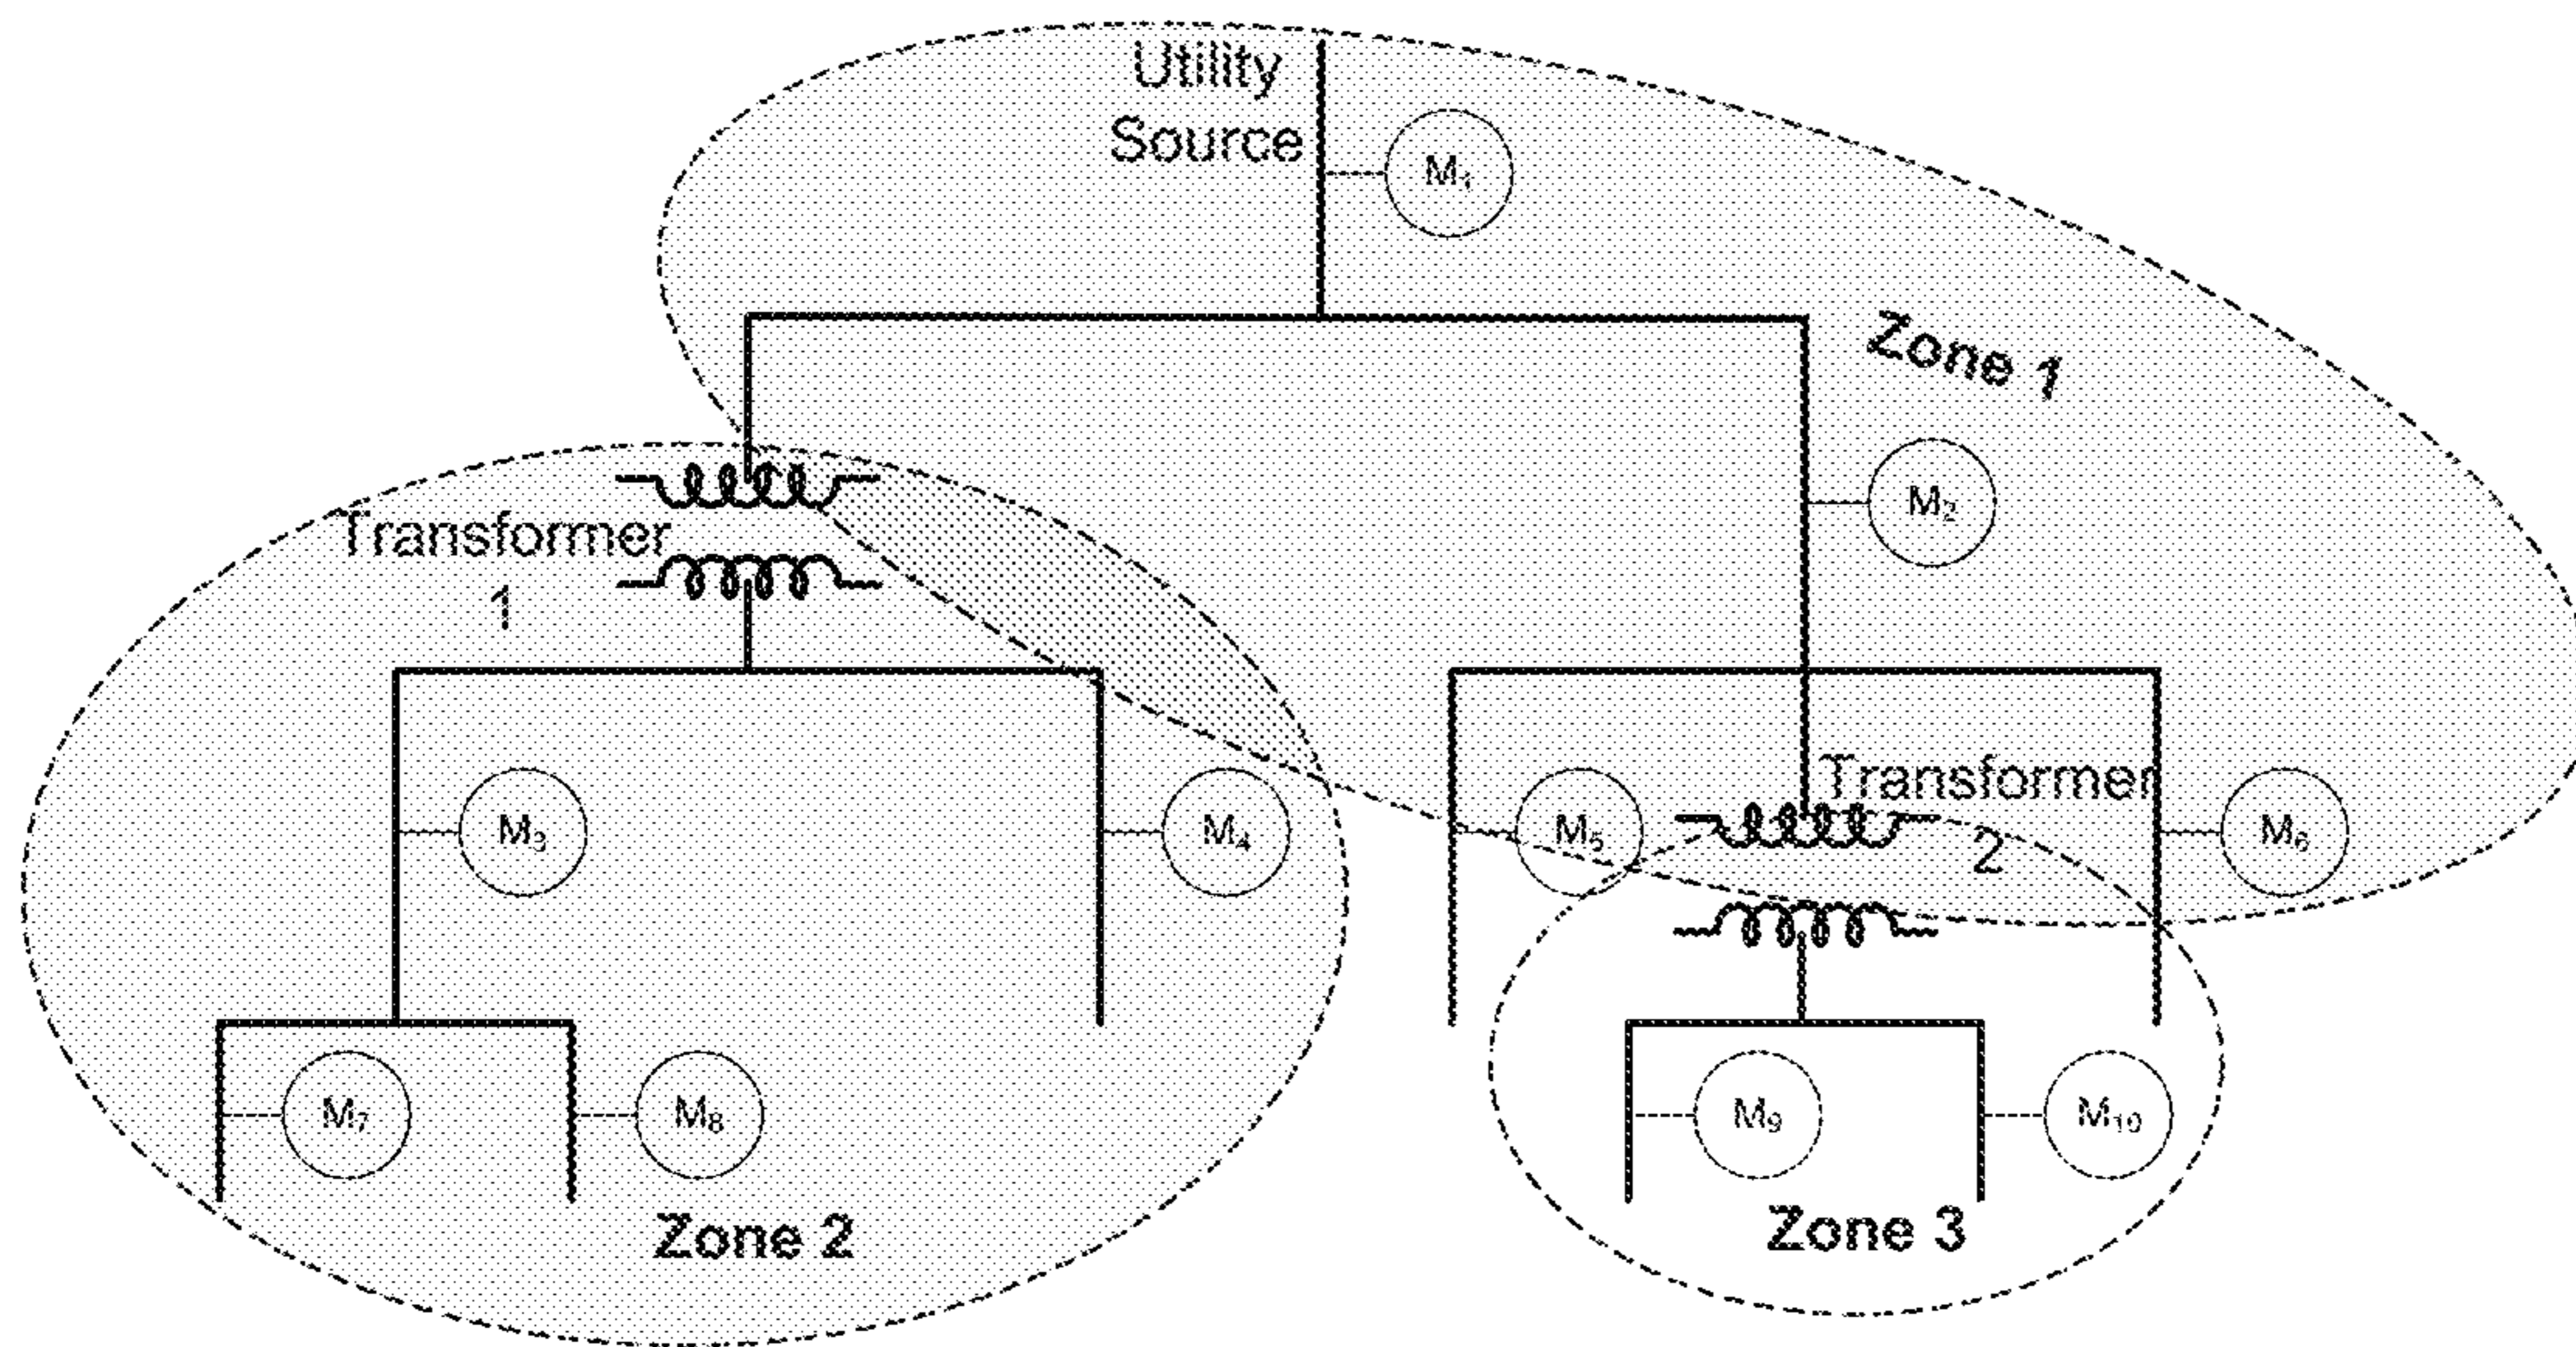 Utility
Source
M₁
Zone 1
M₂
Transformer
1
Transformer
2
M₃
M₄
M₅
M₆
M₇
M₈
M₉
M₁₀
Zone 2
Zone 3